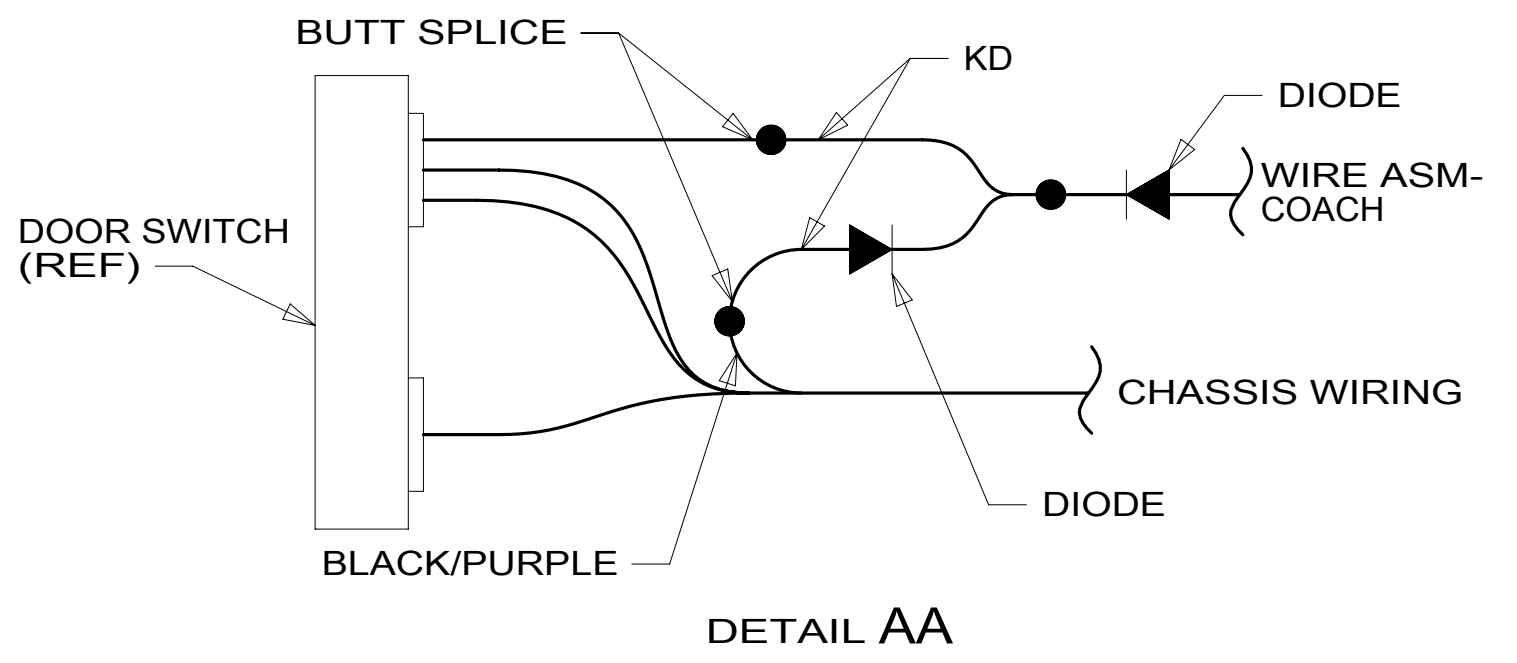 BUTT SPLICE
KD
DIODE
WIRE ASM-
COACH
DOOR SWITCH
(REF)
CHASSIS WIRING
DIODE
BLACK/PURPLE
DETAIL AA